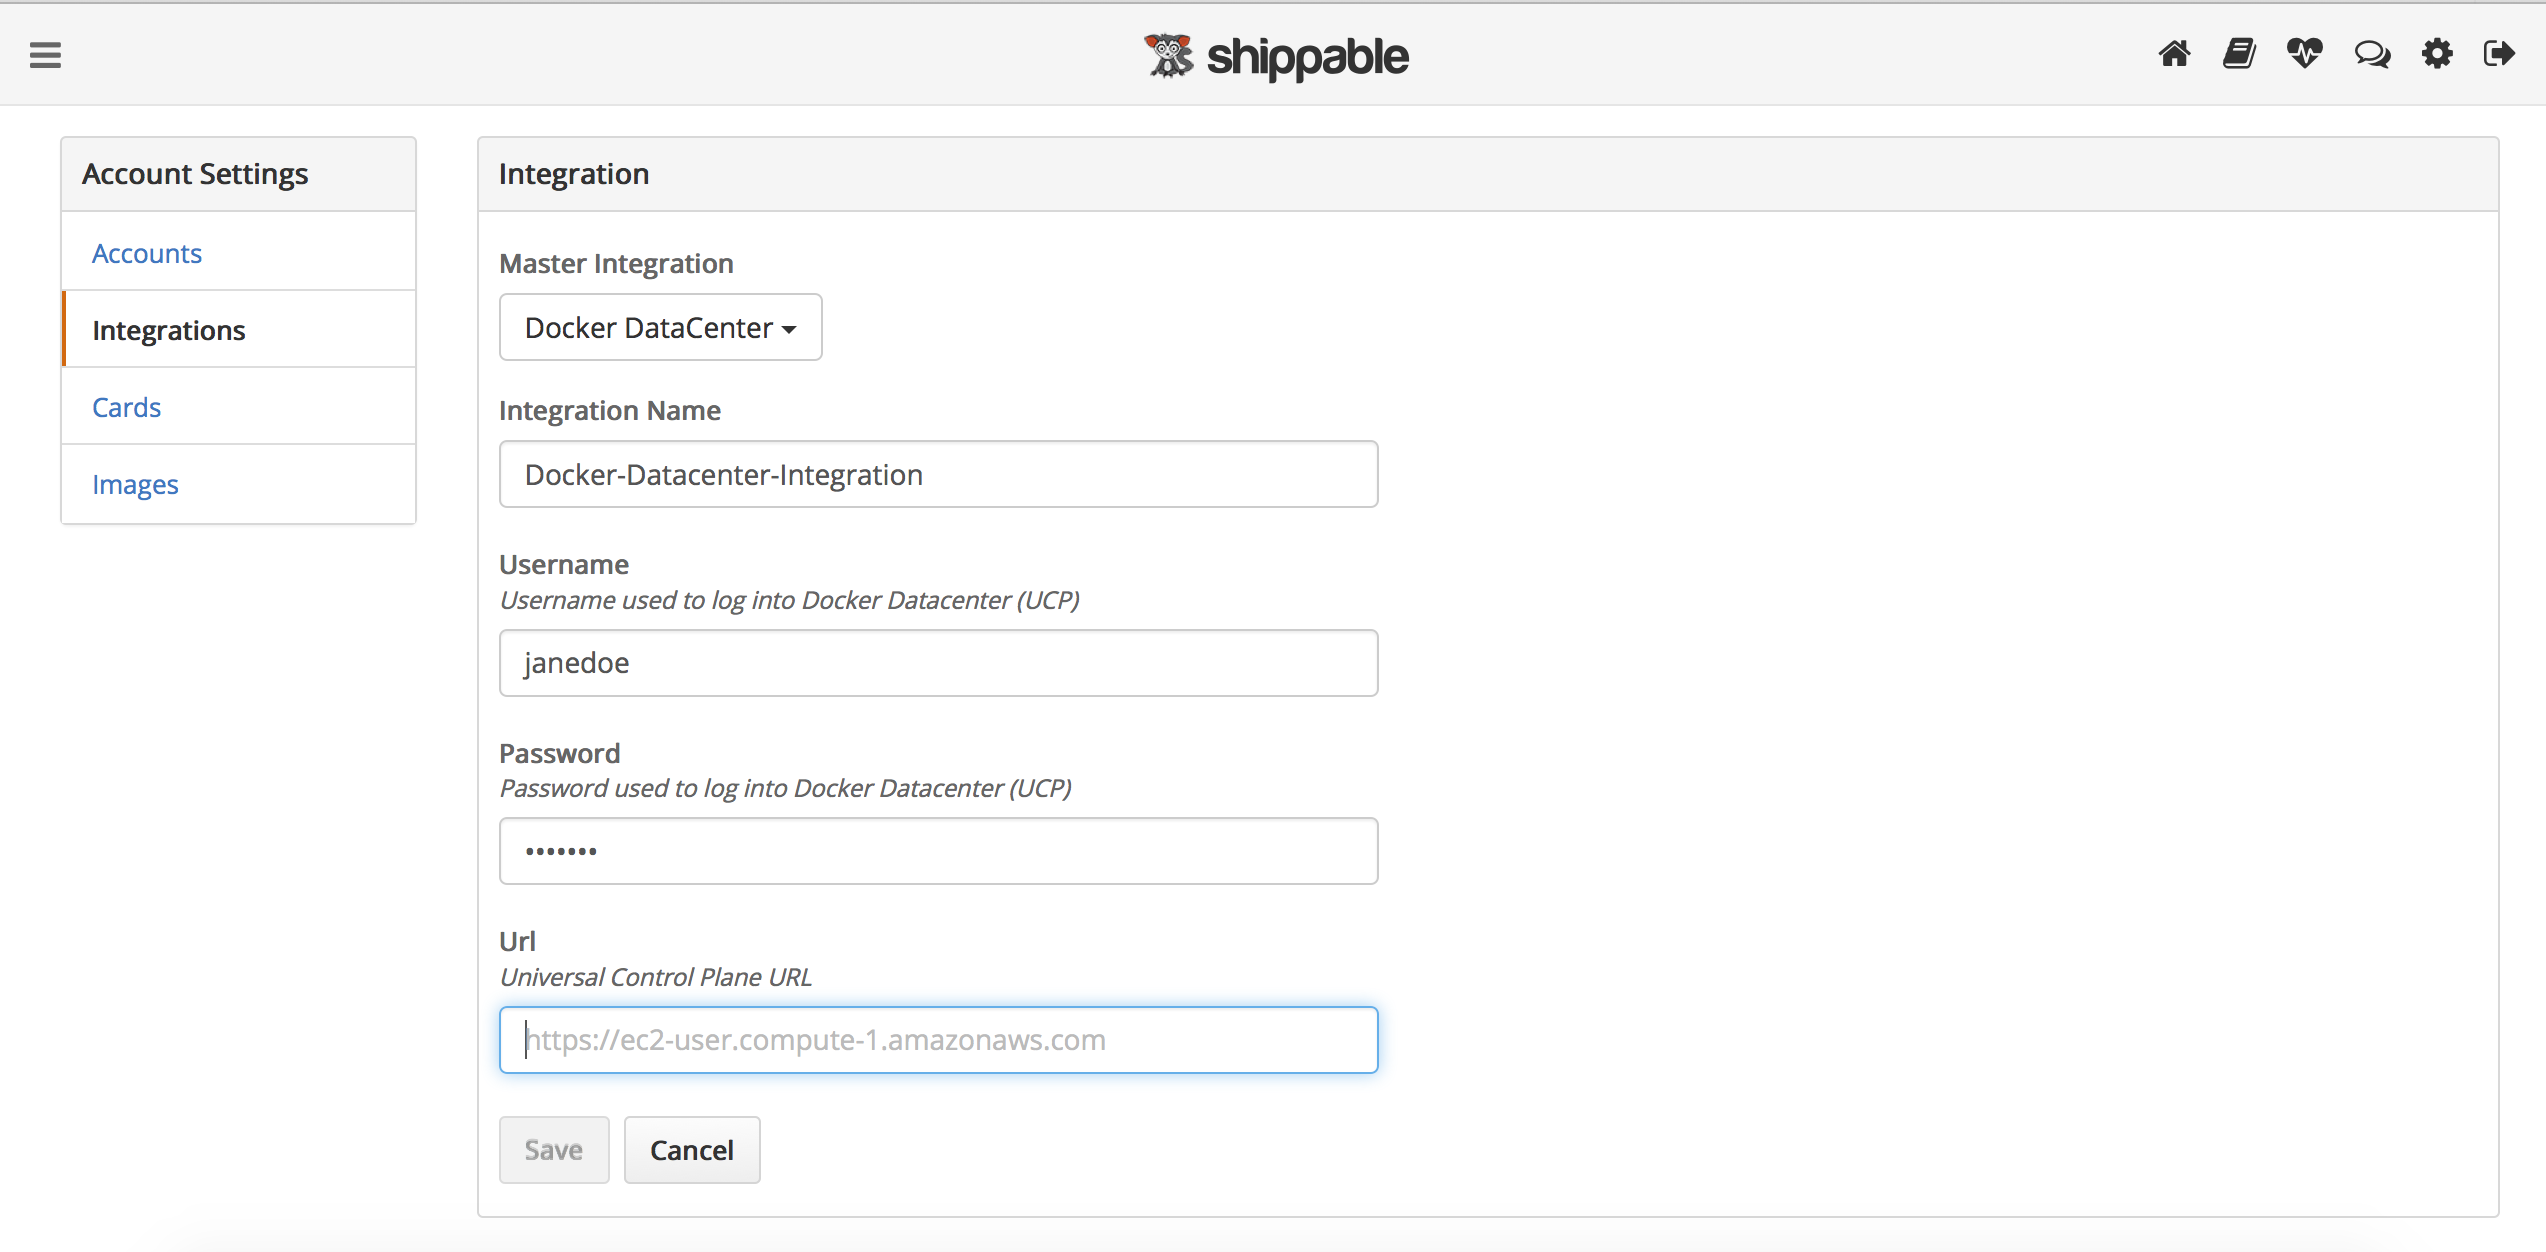 shippable
Account Settings
Accounts
Integrations
Cards
Images
Integration
Master Integration
Docker DataCenter
Integration Name
Docker-Datacenter-Integration
Username
Username used to log into Docker Datacenter (UCP)
janedoe
Password
Password used to log into Docker Datacenter (UCP)
•••••••
Url
Universal Control Plane URL
https://ec2-user.compute-1.amazonaws.com
Save Cancel